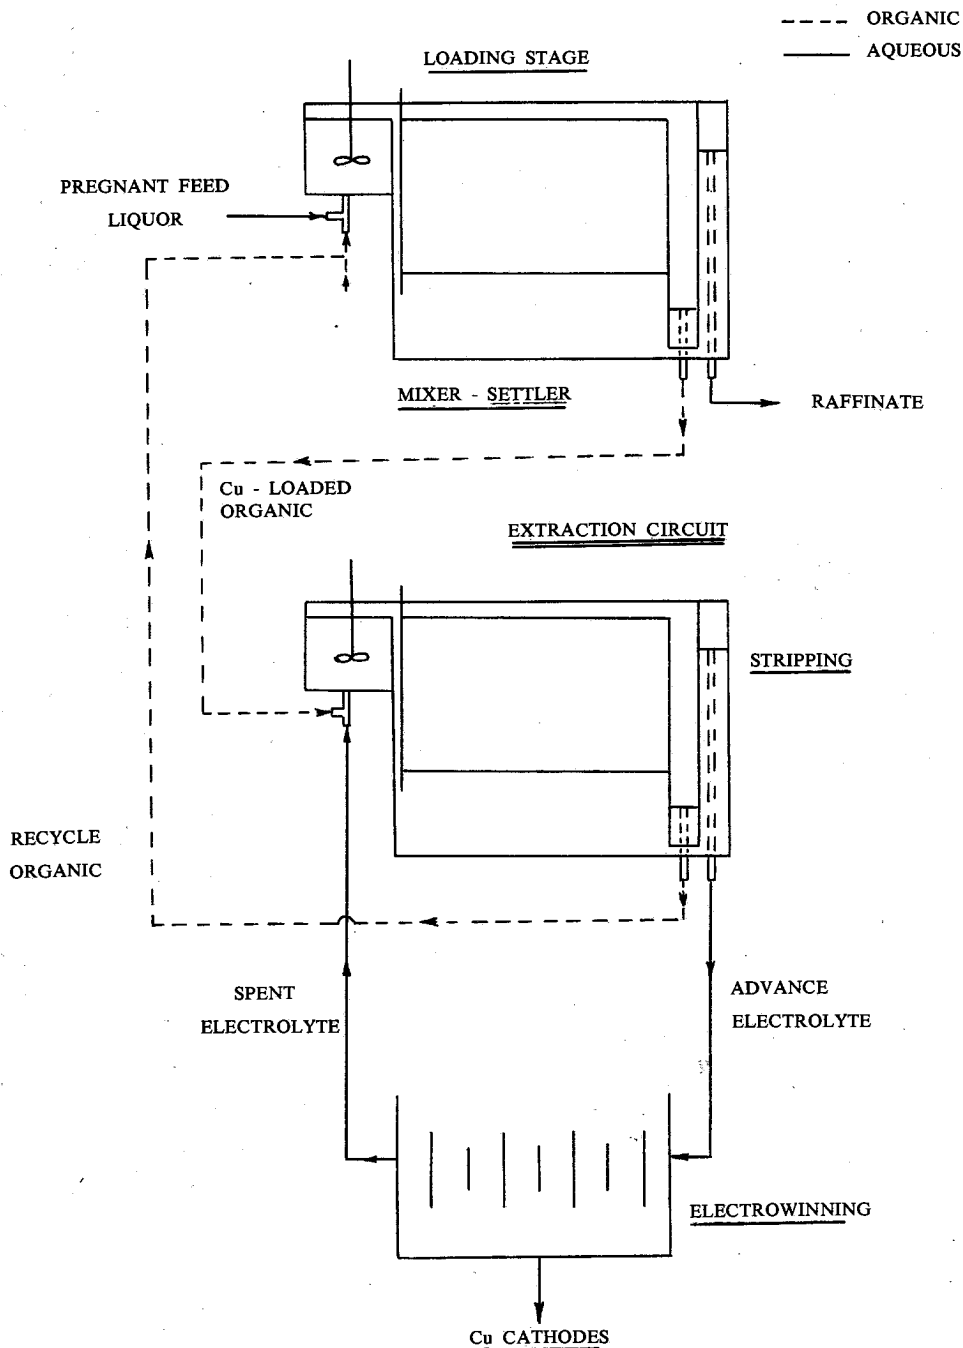 ORGANIC
AQUEOUS
LOADING STAGE
PREGNANT FEED
LIQUOR
MIXER - SETTLER
RAFFINATE
Cu - LOADED
ORGANIC
EXTRACTION CIRCUIT
STRIPPING
RECYCLE
ORGANIC
SPENT
ELECTROLYTE
ADVANCE
ELECTROLYTE
ELECTROWINNING
Cu CATHODES